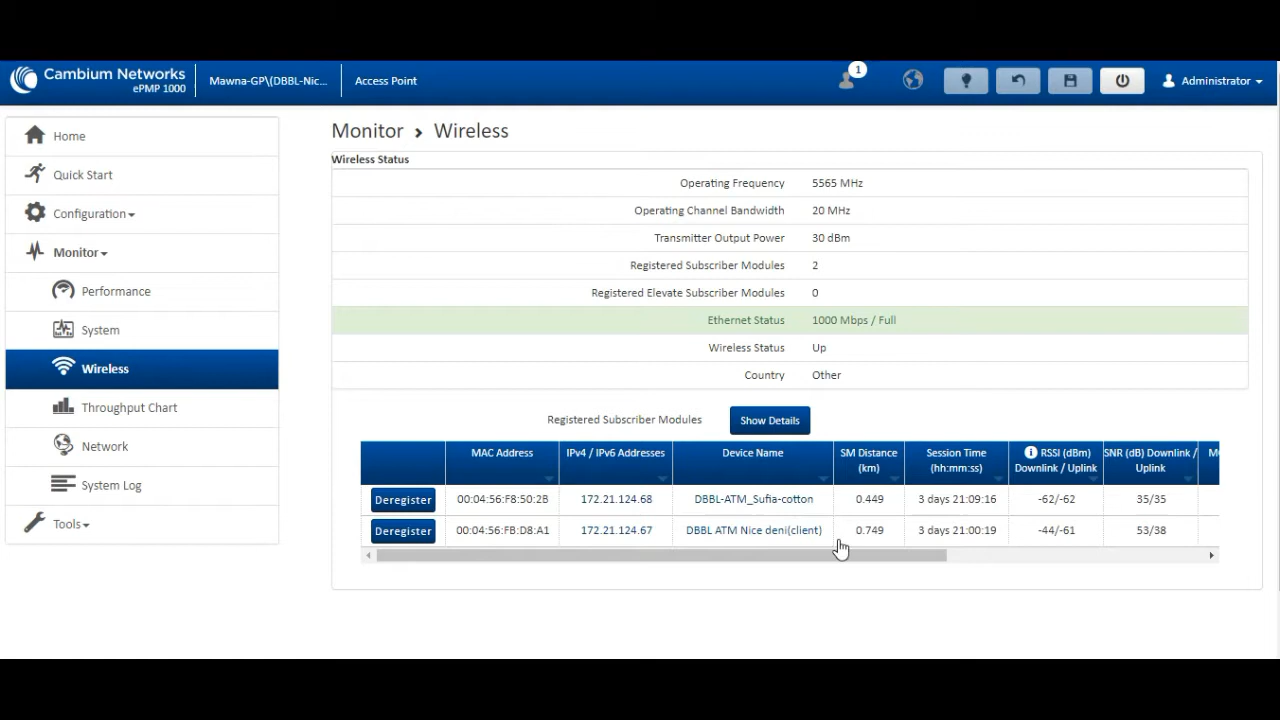 Cambium Networks
ePMP 1000
Mawna-GP\(DBBL-Nic...
Access Point
1
Administrator
Home
Quick Start
Configuration
Monitor
Performance
System
Wireless
Throughput Chart
Network
System Log
Tools
Monitor > Wireless
Wireless Status
Operating Frequency 5565 MHz
Operating Channel Bandwidth 20 MHz
Transmitter Output Power 30 dBm
Registered Subscriber Modules 2
Registered Elevate Subscriber Modules 0
Ethernet Status 1000 Mbps / Full
Wireless Status Up
Country Other
Registered Subscriber Modules Show Details
MAC Address IPv4 / IPv6 Addresses Device Name SM Distance (km) Session Time (hh:mm:ss) RSSI (dBm) Downlink / Uplink SNR (dB) Downlink / Uplink
Deregister 00:04:56:F8:50:2B 172.21.124.68 DBBL-ATM_Sufia-cotton 0.449 3 days 21:09:16 -62/-62 35/35
Deregister 00:04:56:FB:D8:A1 172.21.124.67 DBBL ATM Nice deni(client) 0.749 3 days 21:00:19 -44/-61 53/38